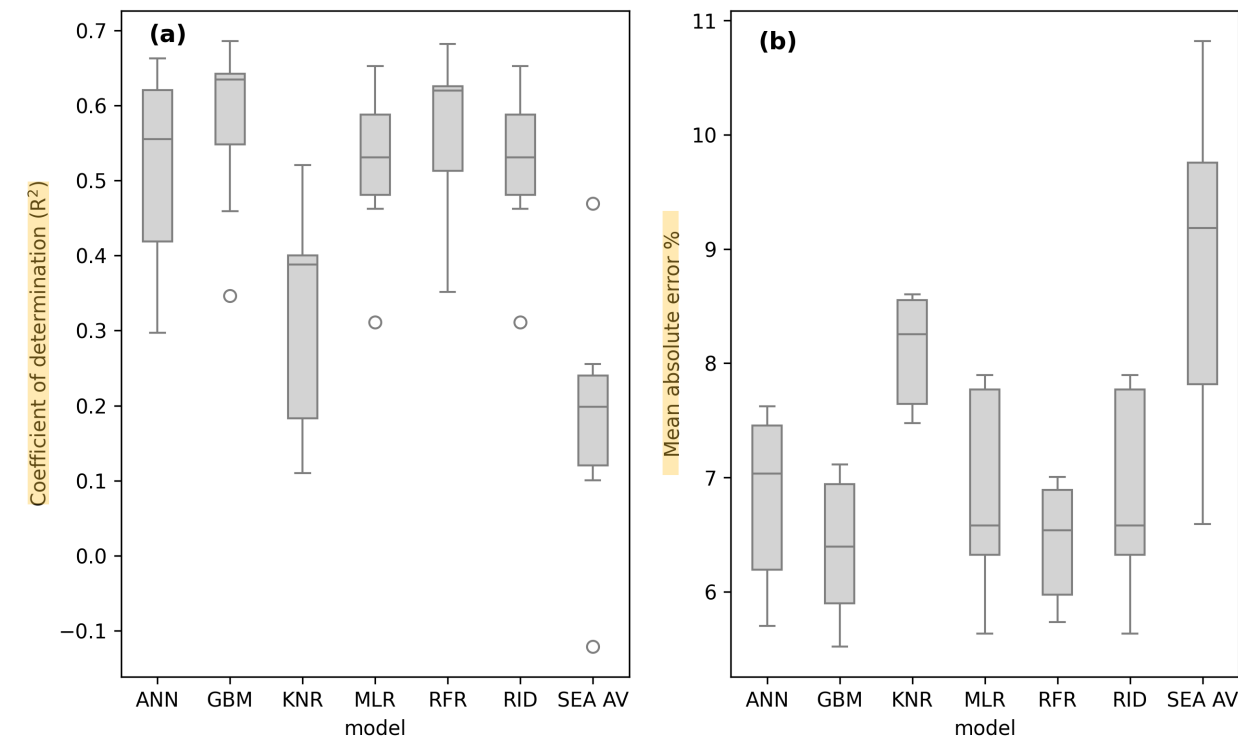 (a)
Coefficient of determination (R²)
0.7
0.6
0.5
0.4
0.3
0.2
0.1
0.0
−0.1
ANN GBM KNR MLR RFR RID SEA AV
model
(b)
Mean absolute error %
11
10
9
8
7
6
ANN GBM KNR MLR RFR RID SEA AV
model